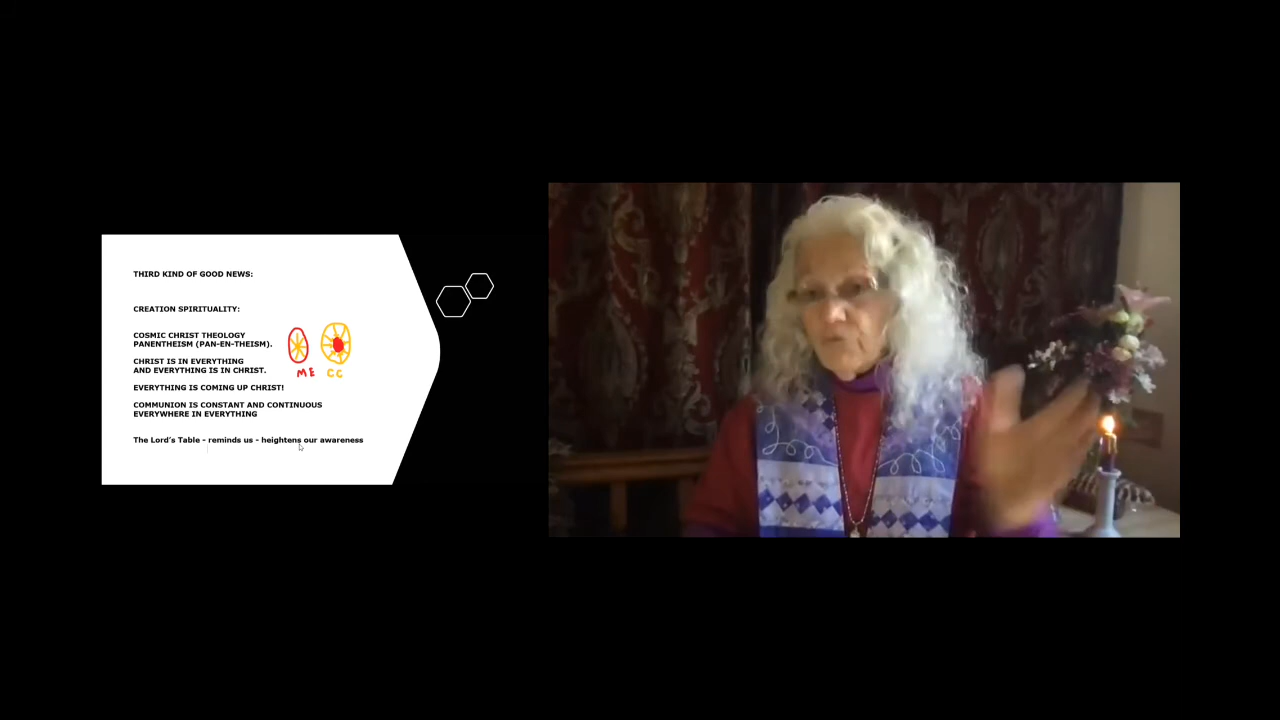 THIRD KIND OF GOOD NEWS:
CREATION SPIRITUALITY:
COSMIC CHRIST THEOLOGY
PANENTHEISM (PAN-EN-THEISM).
CHRIST IS IN EVERYTHING
AND EVERYTHING IS IN CHRIST.
ME CC
EVERYTHING IS COMING UP CHRIST!
COMMUNION IS CONSTANT AND CONTINUOUS
EVERYWHERE IN EVERYTHING
The Lord's Table - reminds us - heightens our awareness